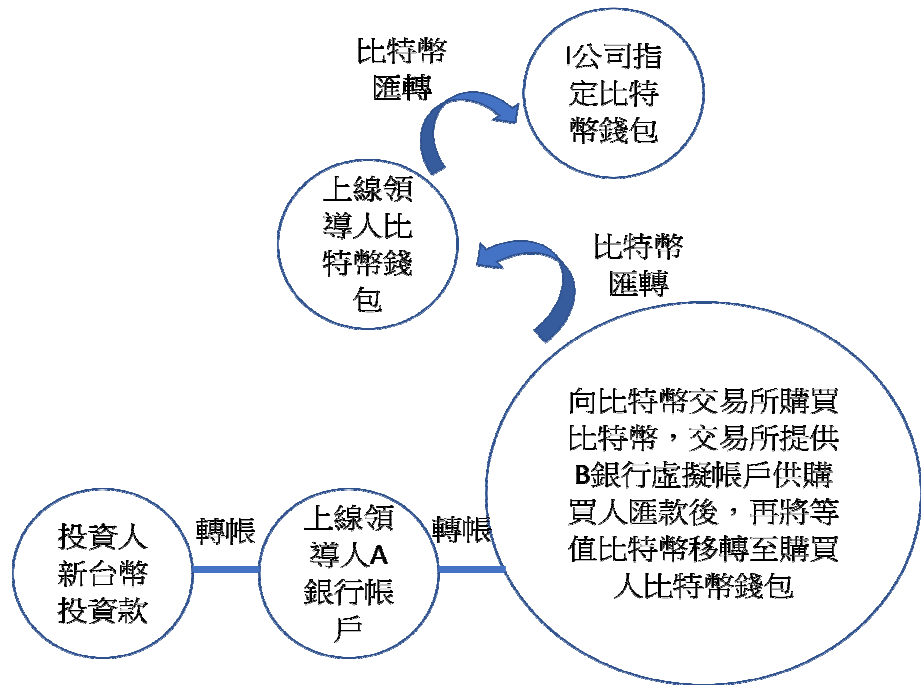 比特幣
匯轉
I公司指
定比特
幣錢包
上線領
導人比
特幣錢
包
比特幣
匯轉
向比特幣交易所購買
比特幣，交易所提供
B銀行虛擬帳戶供購
買人匯款後，再將等
值比特幣移轉至購買
人比特幣錢包
投資人
新台幣
投資款
轉帳
上線領
導人A
銀行帳
戶
轉帳